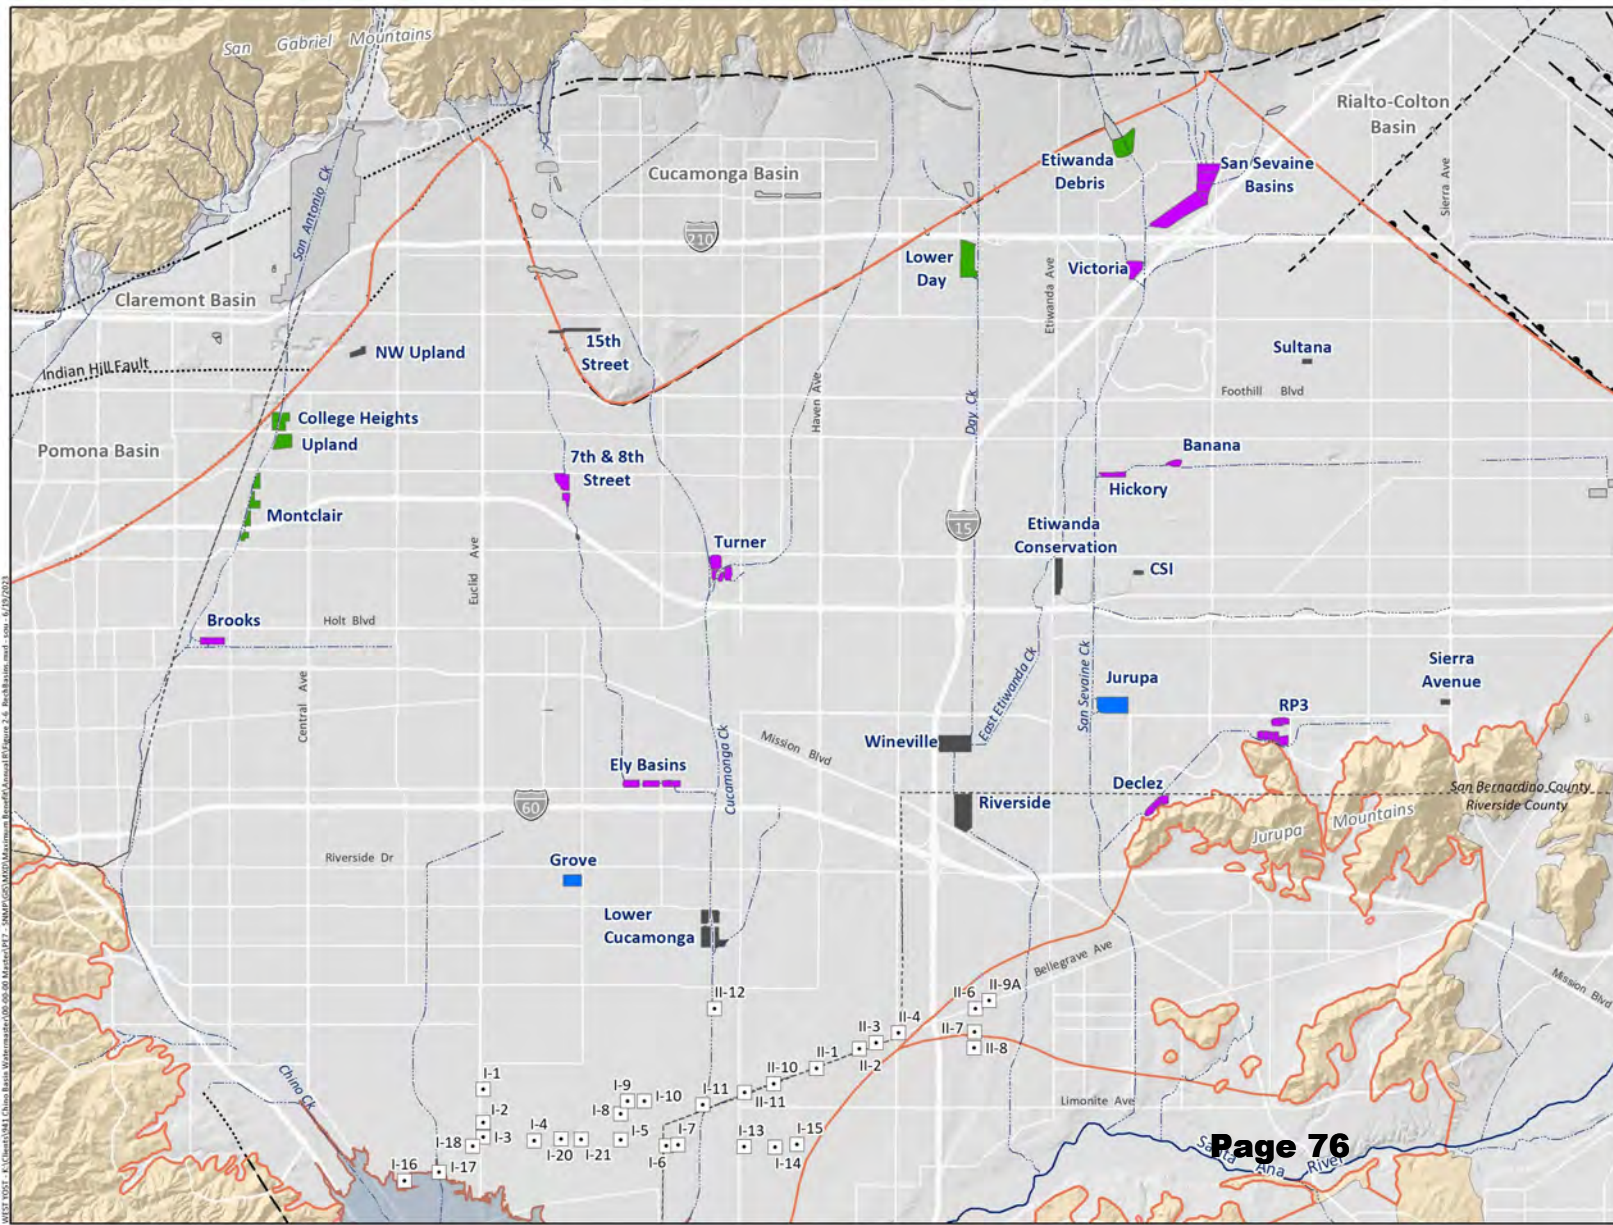 San Gabriel Mountains
Rialto-Colton
Basin
Cucamonga Basin
Etiwanda
Debris
San Sevaine
Basins
Sierra Ave
San Antonio Ck
210
Lower
Day
Victoria
Etiwanda Ave
Claremont Basin
15th
Street
NW Upland
Sultana
Indian Hill Fault
Foothill Blvd
Haven Ave
Day Ck
College Heights
Upland
Pomona Basin
7th & 8th
Street
Banana
Hickory
Montclair
15
Etiwanda
Conservation
CSI
Turner
Euclid Ave
Brooks
Holt Blvd
East Etiwanda Ck
San Sevaine Ck
Jurupa
Sierra
Avenue
RP3
Central Ave
Mission Blvd
Wineville
Cucamonga Ck
Ely Basins
60
Riverside
Declez
San Bernardino County
Riverside County
Jurupa Mountains
Riverside Dr
Grove
Lower
Cucamonga
Bellegrave Ave
Mission Blvd
II-12
II-6
II-9A
II-4
II-3
II-7
II-8
II-2
II-1
II-10
II-11
Chino Ck
I-1
I-2
I-3
I-9
I-10
I-11
I-8
I-4
I-5
I-7
I-13
I-15
I-18
I-20
I-21
I-6
I-14
I-16
I-17
Limonite Ave
Page 76
Santa Ana River